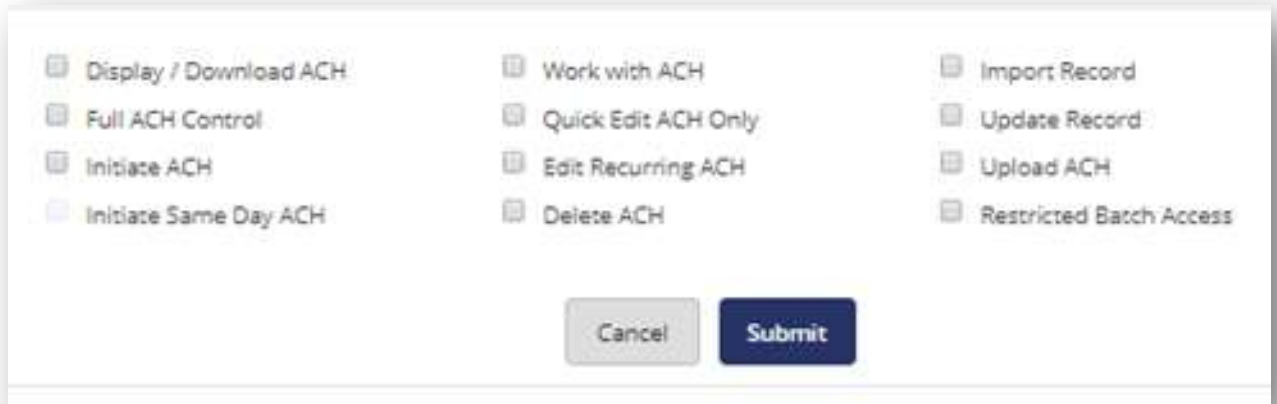 Display / Download ACH
Work with ACH
Import Record
Full ACH Control
Quick Edit ACH Only
Update Record
Initiate ACH
Edit Recurring ACH
Upload ACH
Initiate Same Day ACH
Delete ACH
Restricted Batch Access
Cancel
Submit